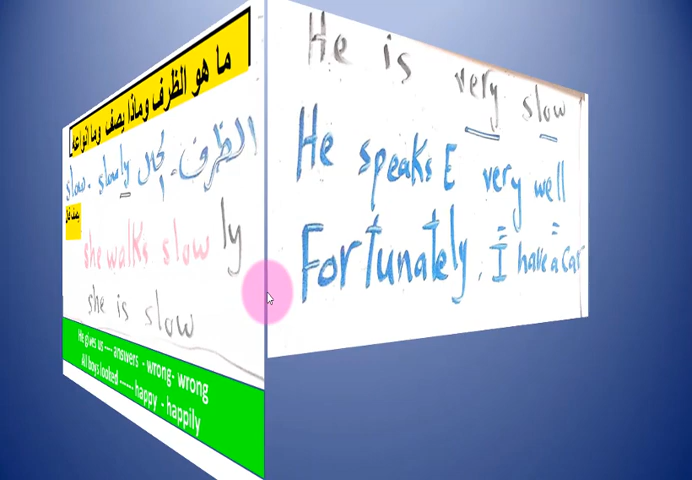 ما هو الظرف وماذا يصف وما انواعه
الظرف - الحال slow - slowly
يصف فعل
she walks slowly
she is slow
He gives us ---- answers - wrong- wrong
All boys looked ------ happy - happily
He is very slow
He speaks E very well
Fortunately. I have a car